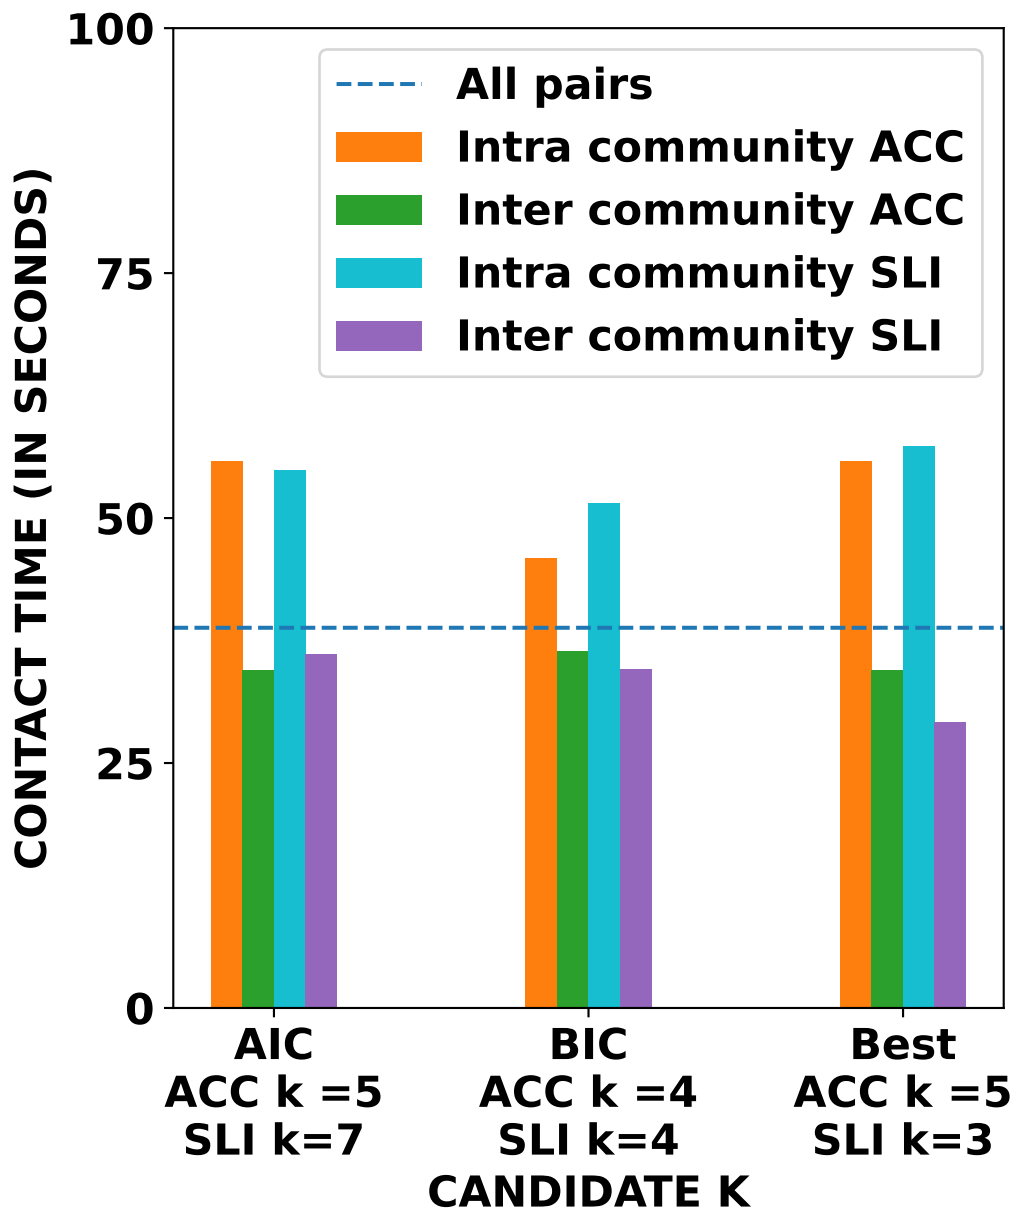 100
75
50
25
0
CONTACT TIME (IN SECONDS)
All pairs
Intra community ACC
Inter community ACC
Intra community SLI
Inter community SLI
AIC
ACC k =5
SLI k=7
BIC
ACC k =4
SLI k=4
Best
ACC k =5
SLI k=3
CANDIDATE K